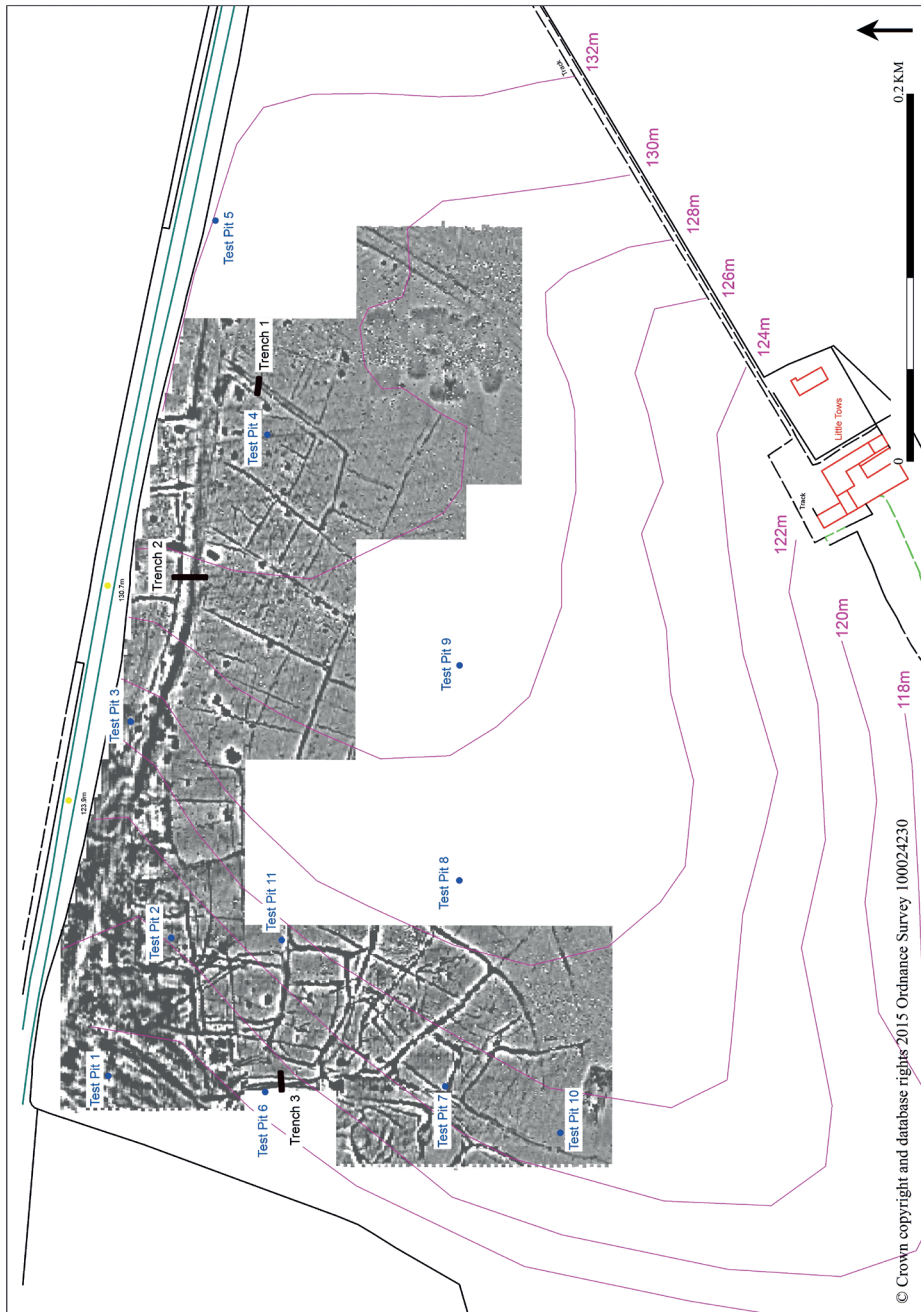 Test Pit 1
Test Pit 2
Test Pit 3
Test Pit 5
123.9m
130.7m
Trench 2
Trench 1
Test Pit 4
Test Pit 6
Trench 3
Test Pit 11
Test Pit 7
Test Pit 8
Test Pit 9
Test Pit 10
Track
132m
130m
128m
126m
124m
122m
120m
118m
Track
Little Tows
0
0.2 KM
© Crown copyright and database rights 2015 Ordnance Survey 100024230